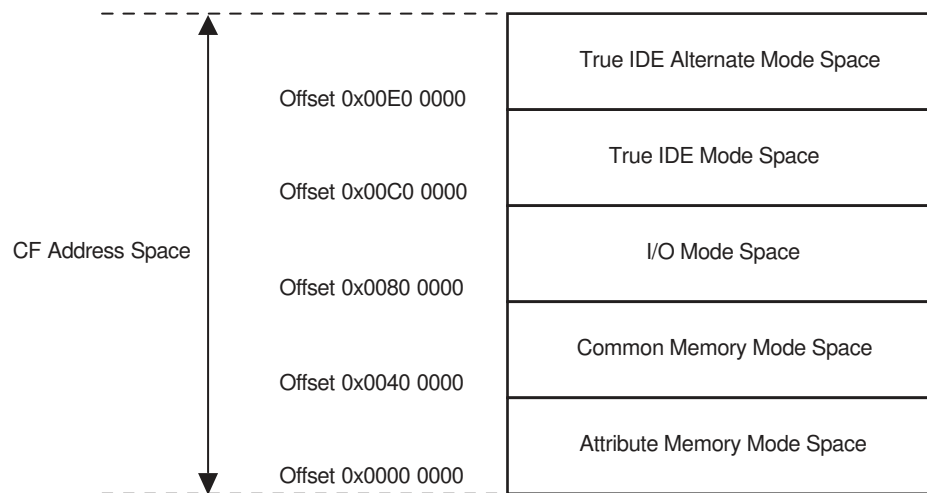 True IDE Alternate Mode Space
Offset 0x00E0 0000
True IDE Mode Space
Offset 0x00C0 0000
CF Address Space
I/O Mode Space
Offset 0x0080 0000
Common Memory Mode Space
Offset 0x0040 0000
Attribute Memory Mode Space
Offset 0x0000 0000